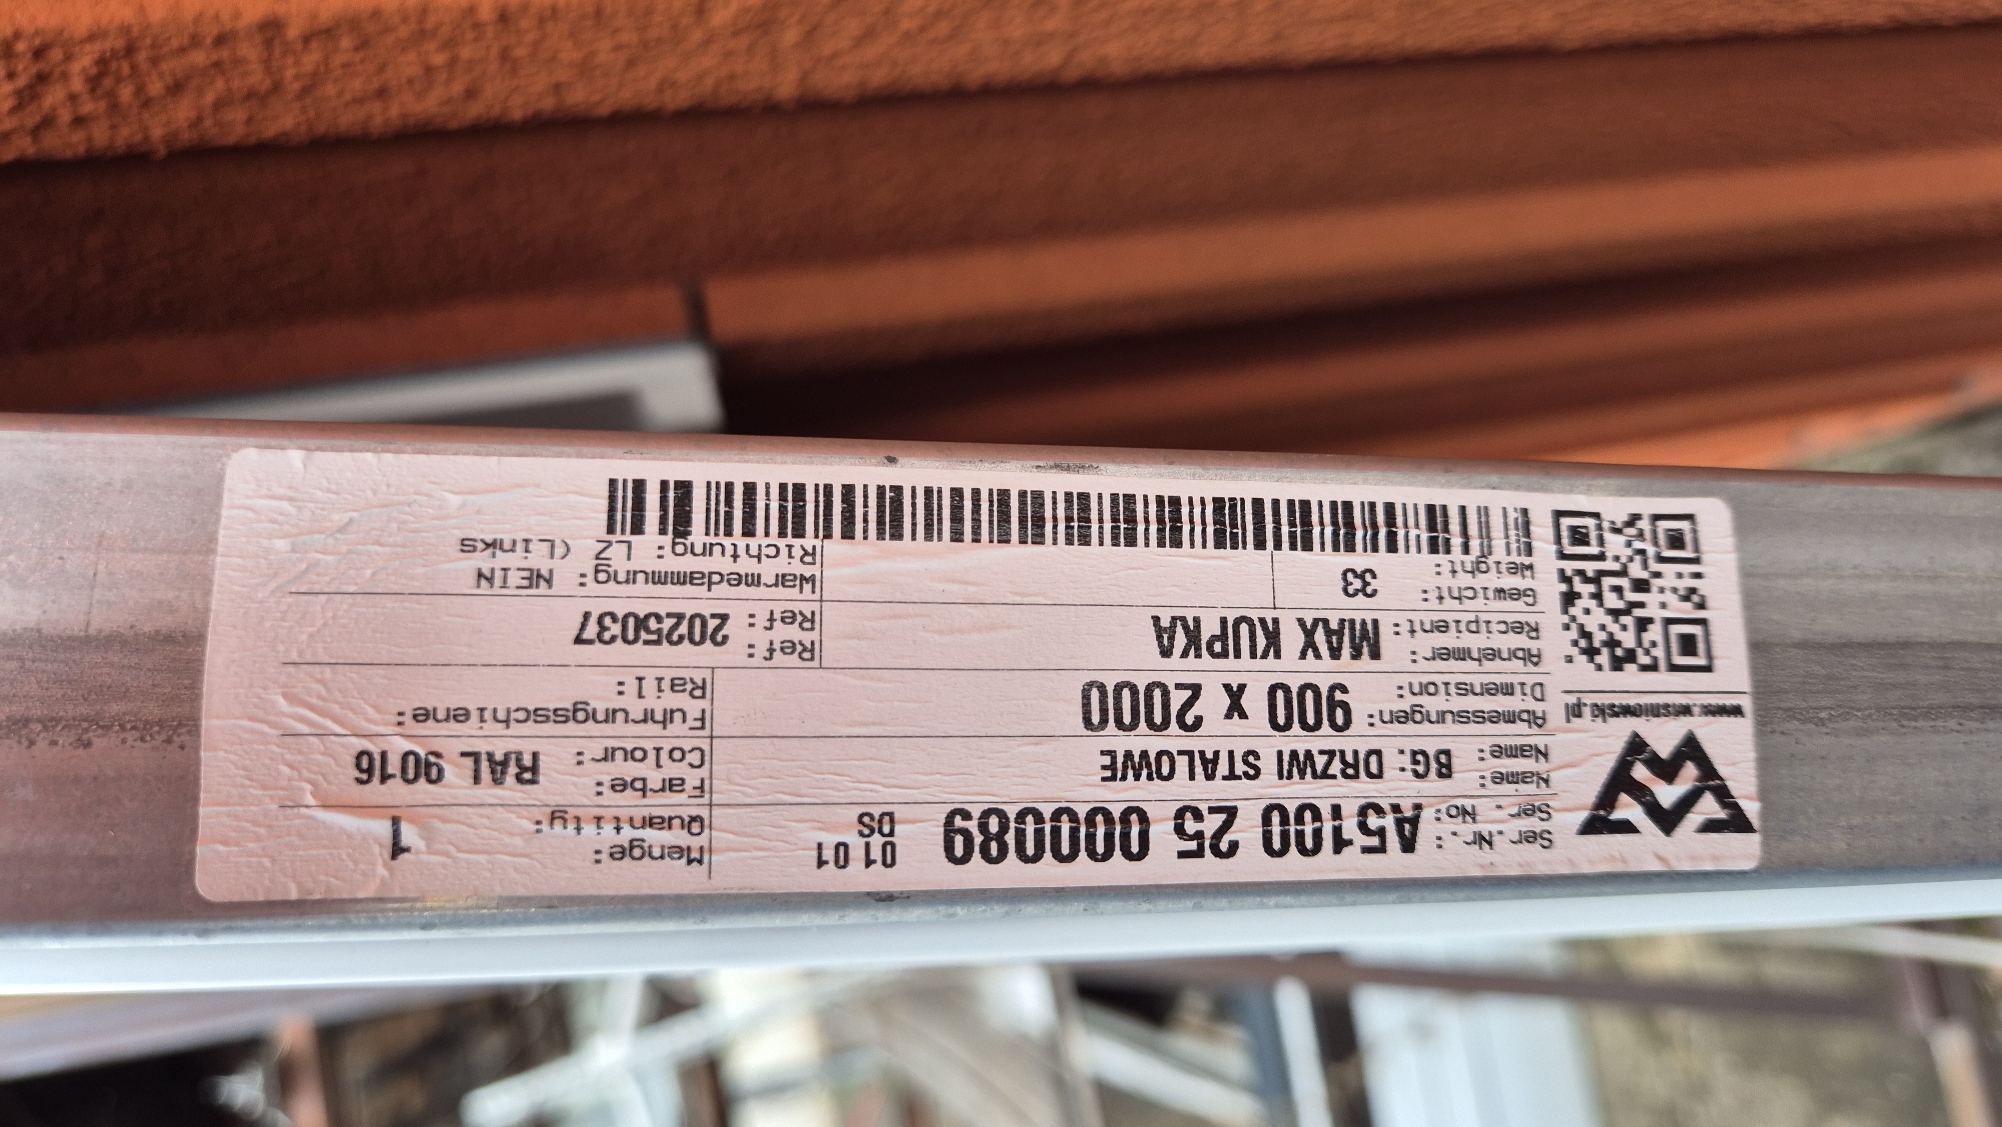 Ser.Nr.: A5100 25 000089 01 01
Ser. No: DS
Menge: 1
Quantity:
Name: BG: DRZWI STALOWE
Name:
Farbe: RAL 9016
Colour:
www.wisniowski.pl
Abmessungen: 900 x 2000
Dimension:
Fuhrungsschiene:
Rail:
Abnehmer: MAX KUPKA
Recipient:
Ref: 2025037
Ref:
Gewicht: 33
Weight:
Warmedammung: NEIN
Richtung: LZ (Links